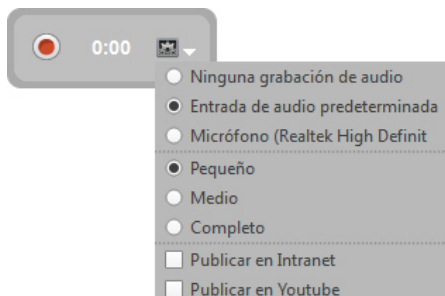 0:00
Ninguna grabación de audio
Entrada de audio predeterminada
Micrófono (Realtek High Definit
Pequeño
Medio
Completo
Publicar en Intranet
Publicar en Youtube